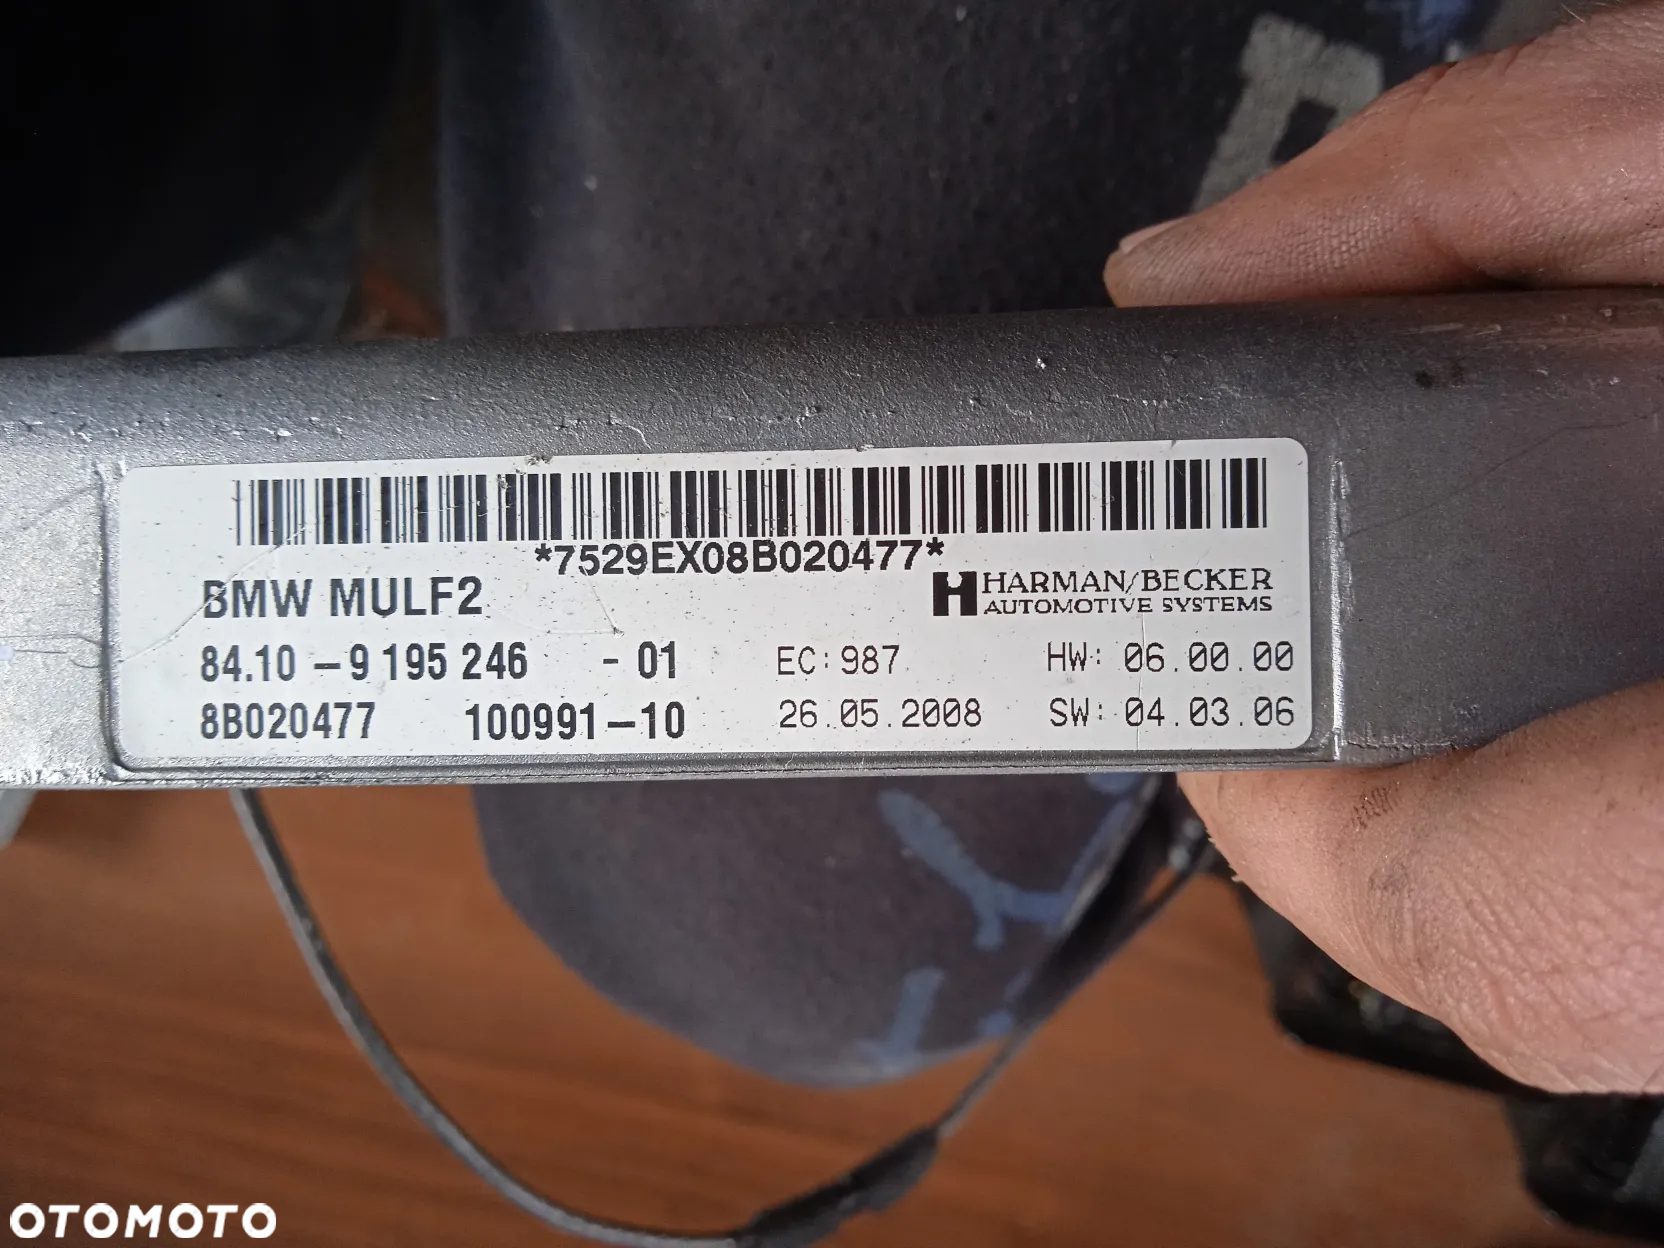 *7529EX08B020477*
BMW MULF2
HARMAN/BECKER
AUTOMOTIVE SYSTEMS
84.10 -9 195 246 - 01 EC: 987 HW: 06.00.00
8B020477 100991-10 26.05.2008 SW: 04.03.06
OTOMOTO